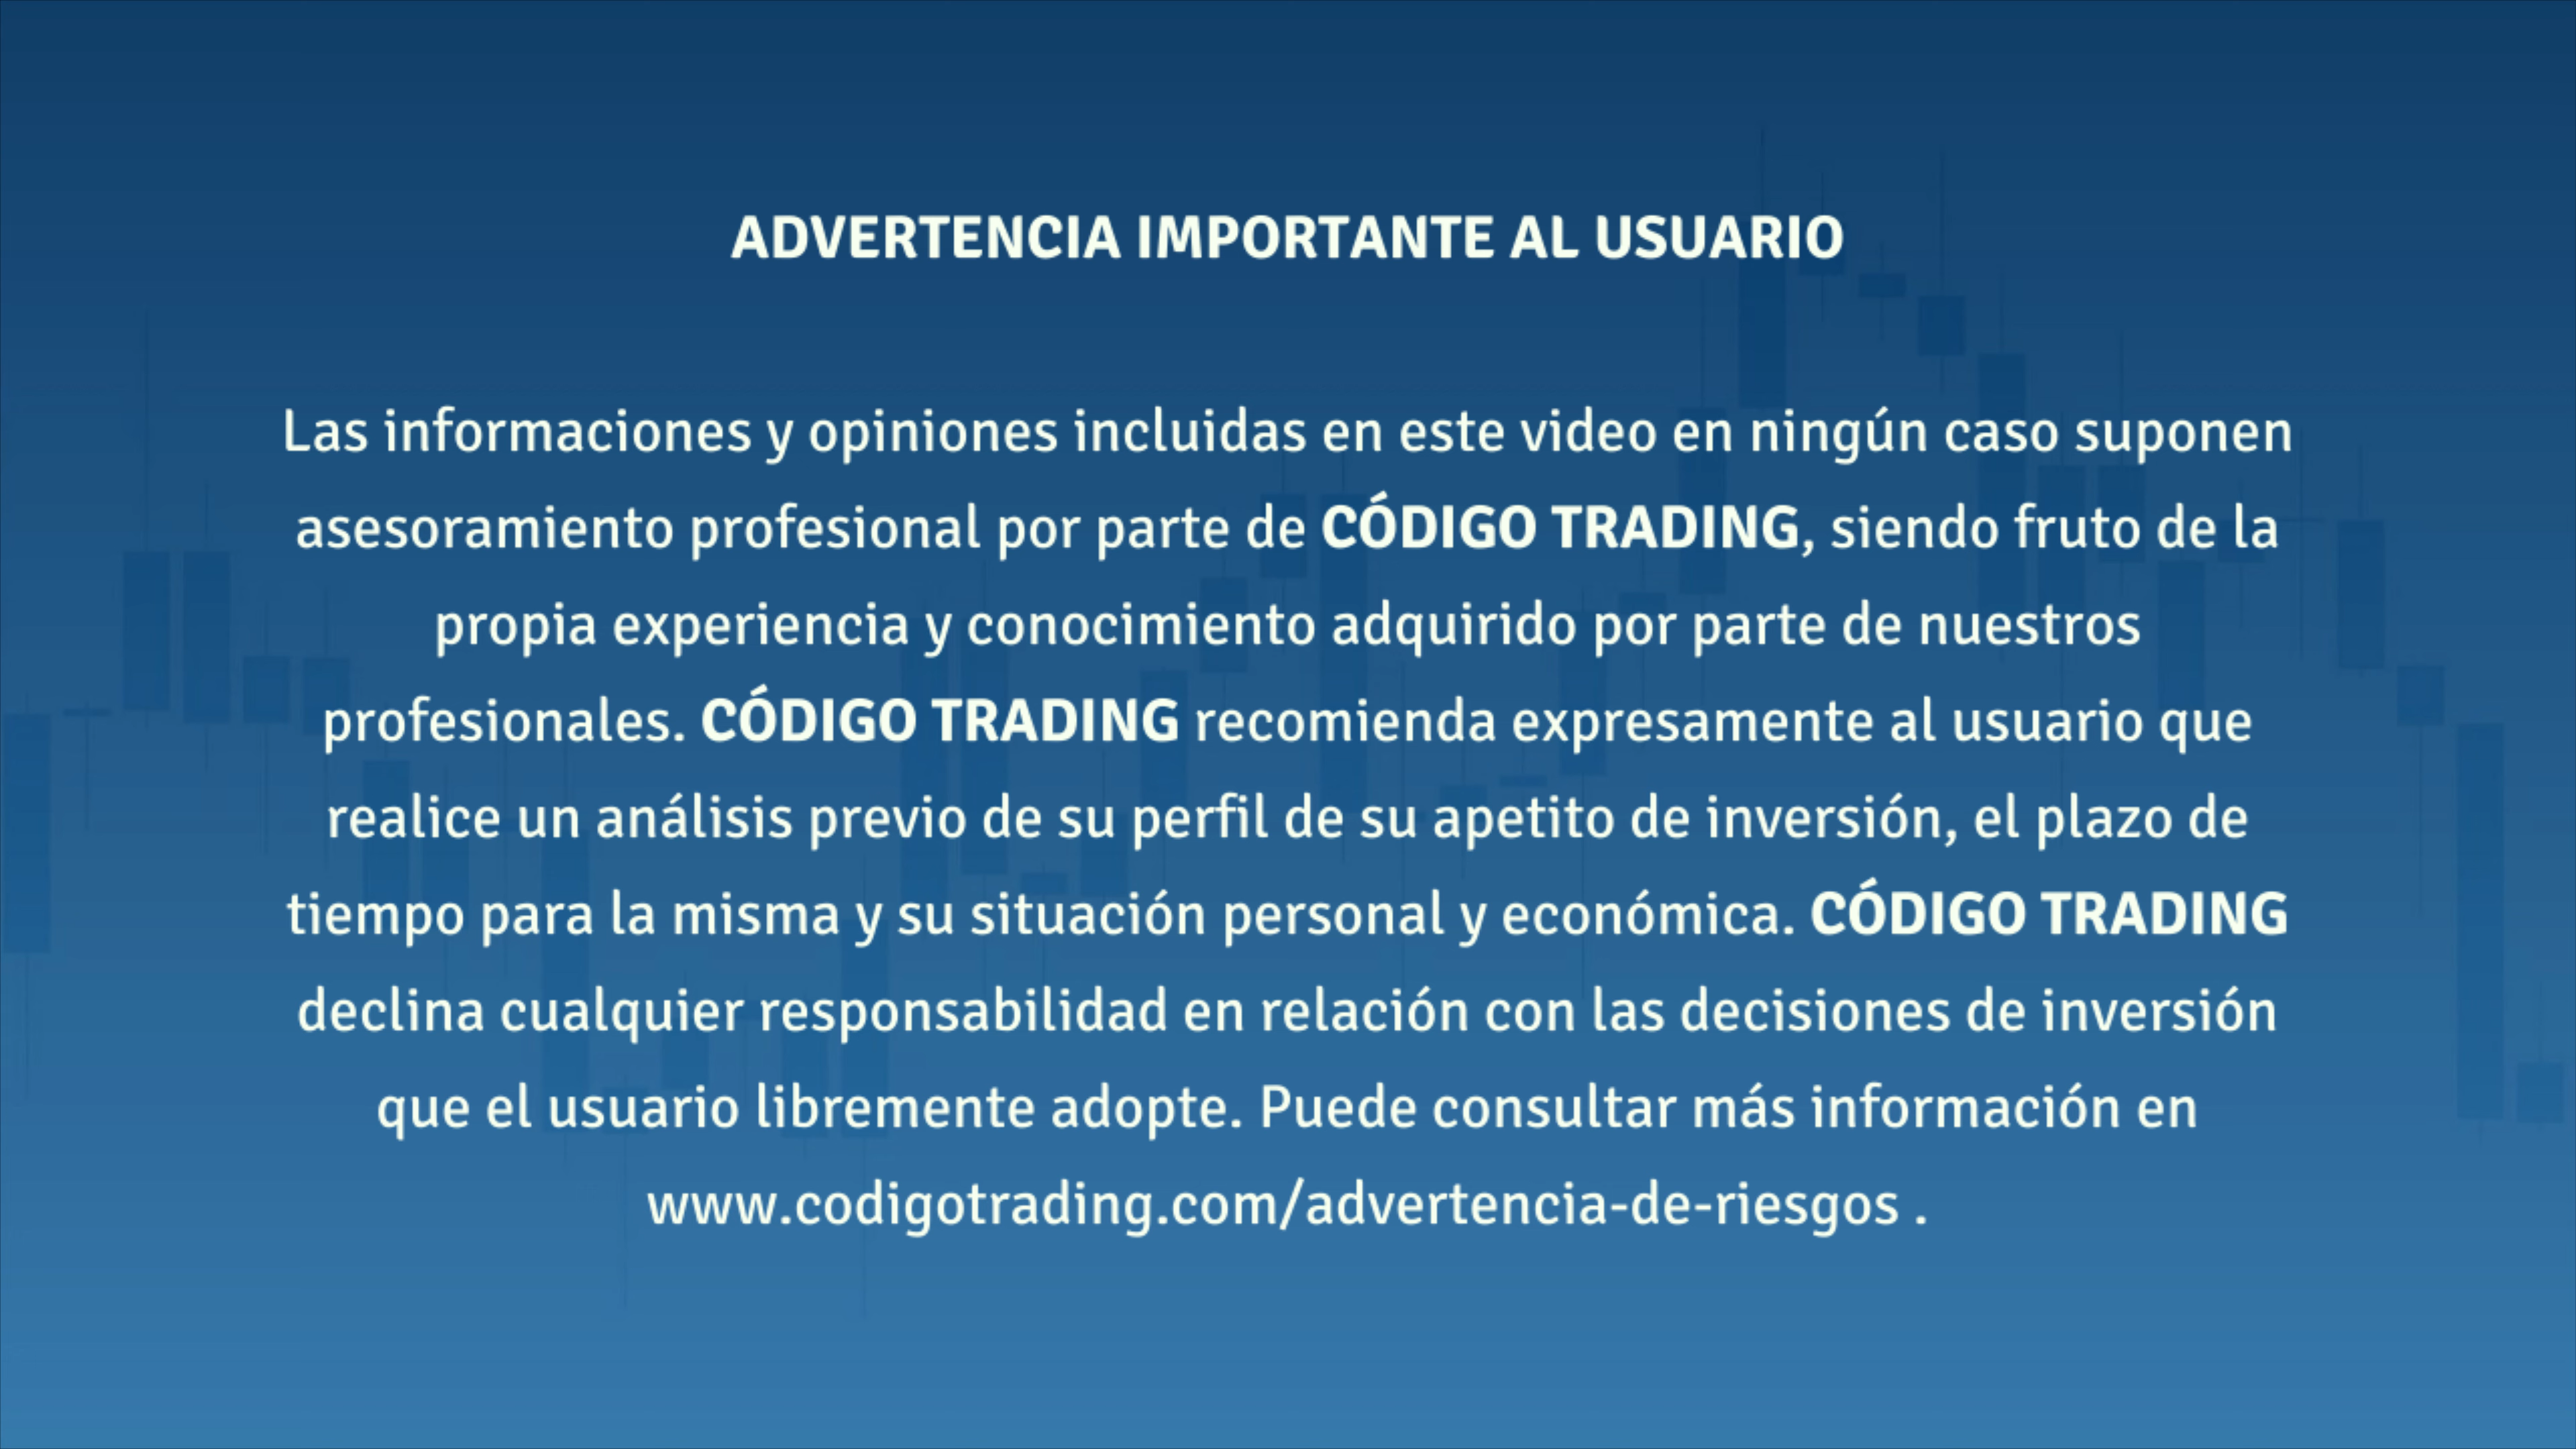 ADVERTENCIA IMPORTANTE AL USUARIO
Las informaciones y opiniones incluidas en este video en ningún caso suponen
asesoramiento profesional por parte de CÓDIGO TRADING, siendo fruto de la
propia experiencia y conocimiento adquirido por parte de nuestros
profesionales. CÓDIGO TRADING recomienda expresamente al usuario que
realice un análisis previo de su perfil de su apetito de inversión, el plazo de
tiempo para la misma y su situación personal y económica. CÓDIGO TRADING
declina cualquier responsabilidad en relación con las decisiones de inversión
que el usuario libremente adopte. Puede consultar más información en
www.codigotrading.com/advertencia-de-riesgos .